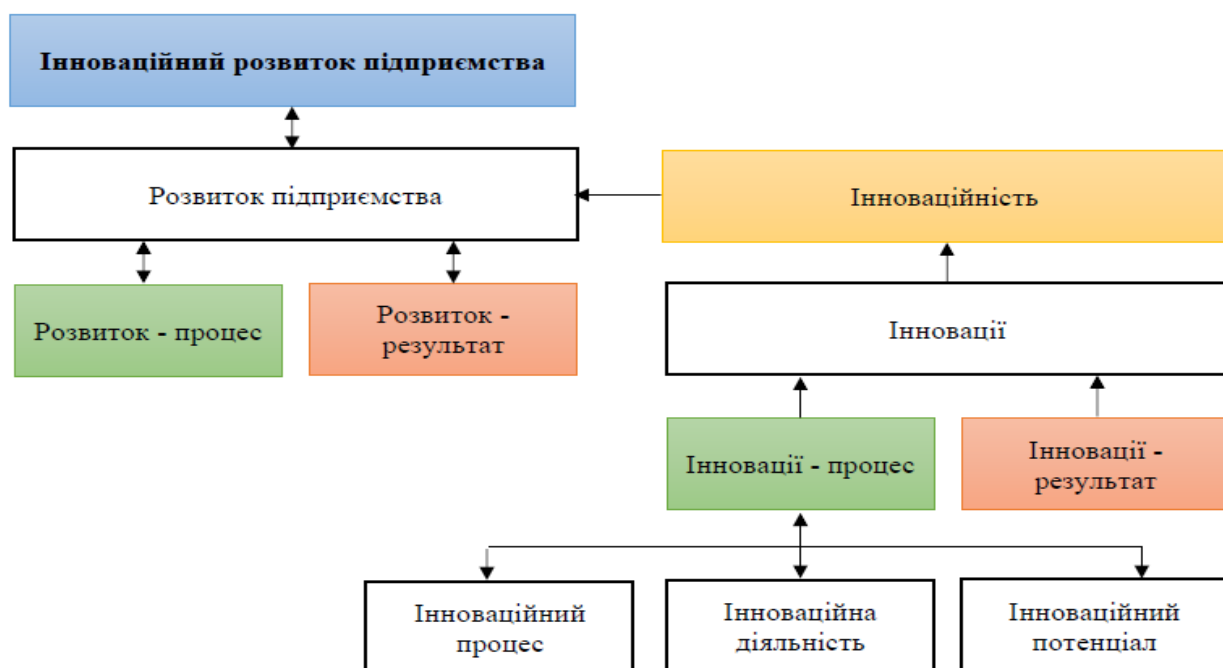 Інноваційний розвиток підприємства
Розвиток підприємства
Інноваційність
Розвиток - процес
Розвиток -
результат
Інновації
Інновації - процес
Інновації -
результат
Інноваційний
процес
Інноваційна
діяльність
Інноваційний
потенціал